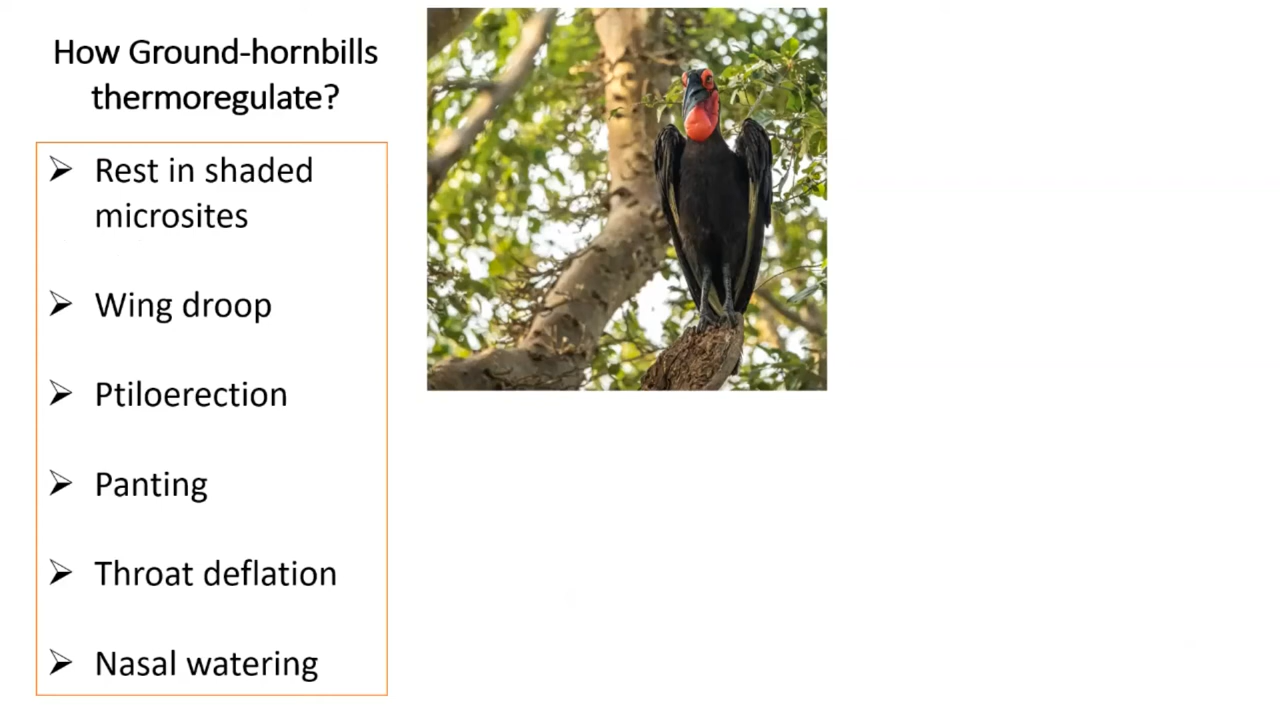 How Ground-hornbills
thermoregulate?
Rest in shaded
microsites
Wing droop
Ptiloerection
Panting
Throat deflation
Nasal watering